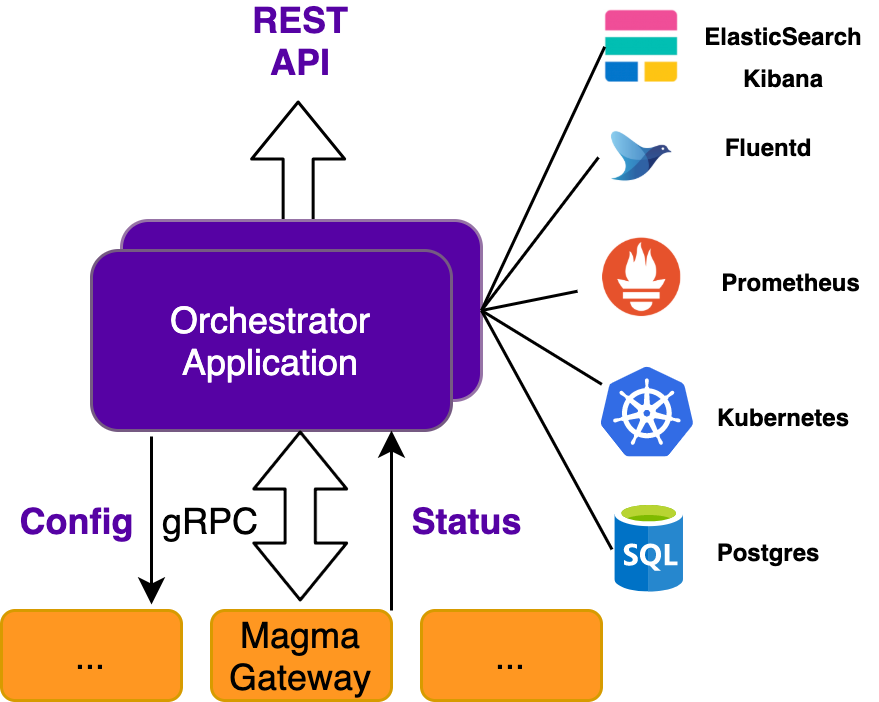 REST
API
ElasticSearch
Kibana
Fluentd
Prometheus
Orchestrator
Application
Kubernetes
Config
gRPC
Status
SQL
Postgres
...
Magma
Gateway
...